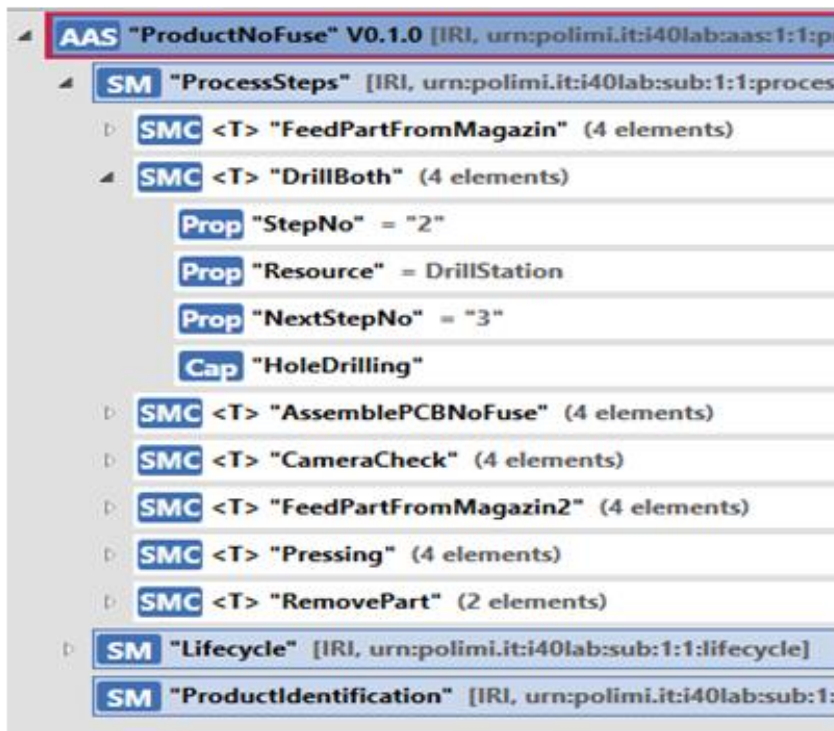 AAS "ProductNoFuse" V0.1.0 [IRI, urn:polimi.it:i40lab:aas:1:1:p
SM "ProcessSteps" [IRI, urn:polimi.it:i40lab:sub:1:1:proces
SMC <T> "FeedPartFromMagazin" (4 elements)
SMC <T> "DrillBoth" (4 elements)
Prop "StepNo" = "2"
Prop "Resource" = DrillStation
Prop "NextStepNo" = "3"
Cap "HoleDrilling"
SMC <T> "AssemblePCBNoFuse" (4 elements)
SMC <T> "CameraCheck" (4 elements)
SMC <T> "FeedPartFromMagazin2" (4 elements)
SMC <T> "Pressing" (4 elements)
SMC <T> "RemovePart" (2 elements)
SM "Lifecycle" [IRI, urn:polimi.it:i40lab:sub:1:1:lifecycle]
SM "ProductIdentification" [IRI, urn:polimi.it:i40lab:sub:1: